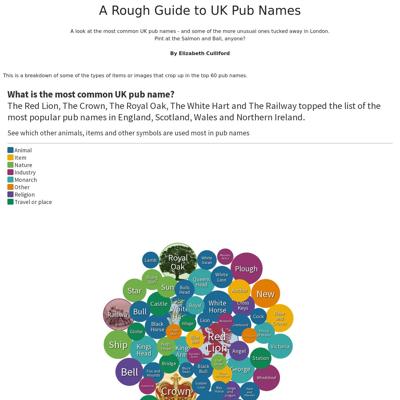 A Rough Guide to UK Pub Names
A look at the most common UK pub names - and some of the more unusual ones tucked away in London.
Pint at the Salmon and Ball, anyone?
By Elizabeth Culliford
This is a breakdown of some of the types of items or images that crop up in the top 60 pub names.
What is the most common UK pub name?
The Red Lion, The Crown, The Royal Oak, The White Hart and The Railway topped the list of the
most popular pub names in England, Scotland, Wales and Northern Ireland.
See which other animals, items and other symbols are used most in pub names
Animal
Item
Nature
Industry
Monarch
Other
Religion
Travel or place
Royal
Oak
Lamb
Plough
Star
Sun
Queens
Head
White
Lion
New
Castle
White
Horse
Cross
Keys
Railway
Bull
Black
Horse
Lion
Cock
Globe
Red
Lion
Ship
Kings
Head
Angel
Victoria
Station
Bridge
Bell
Black
Bull
George
Wheatsheaf
Crown